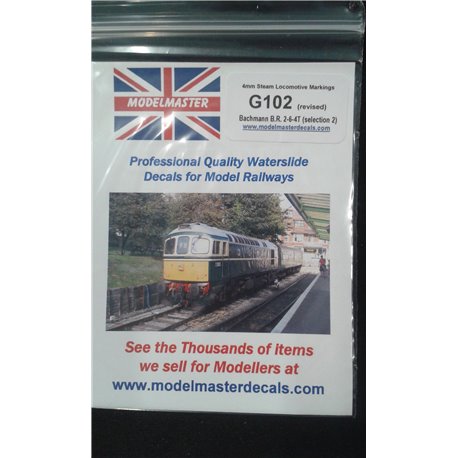 MODELMASTER
4mm Steam Locomotive Markings
G102 (revised)
Bachmann B.R. 2-6-4T (selection 2)
www.modelmasterdecals.com
Professional Quality Waterslide
Decals for Model Railways
See the Thousands of items
we sell for Modellers at
www.modelmasterdecals.com